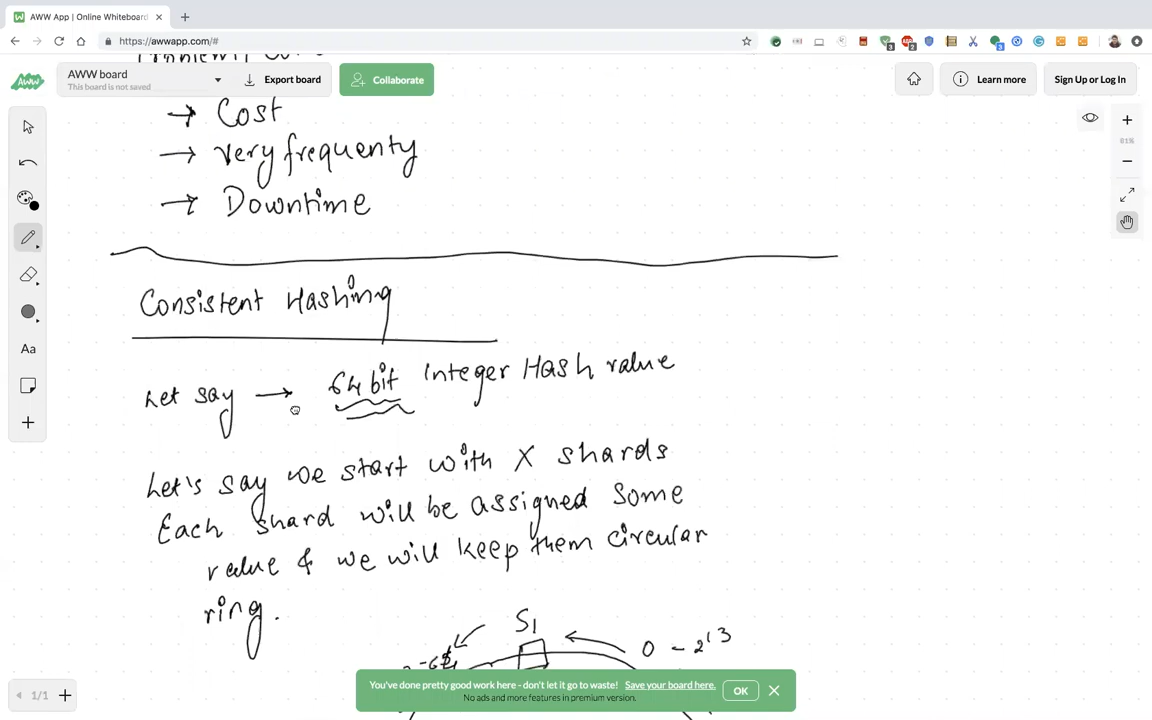 AWW App | Online Whiteboard
https://awwapp.com/#
AWW board
This board is not saved
Export board
Collaborate
Learn more
Sign Up or Log In
→ Cost
→ Very frequenty
→ Downtime
81%
Consistent Hashing
Let say → 64 bit Integer Hash value
Let's say we start with X shards
Each shard will be assigned some
value & we will keep them circular
ring.
S1
0 - 2^13
Aa
You've done pretty good work here - don't let it go to waste! Save your board here.
No ads and more features in premium version.
OK
1/1